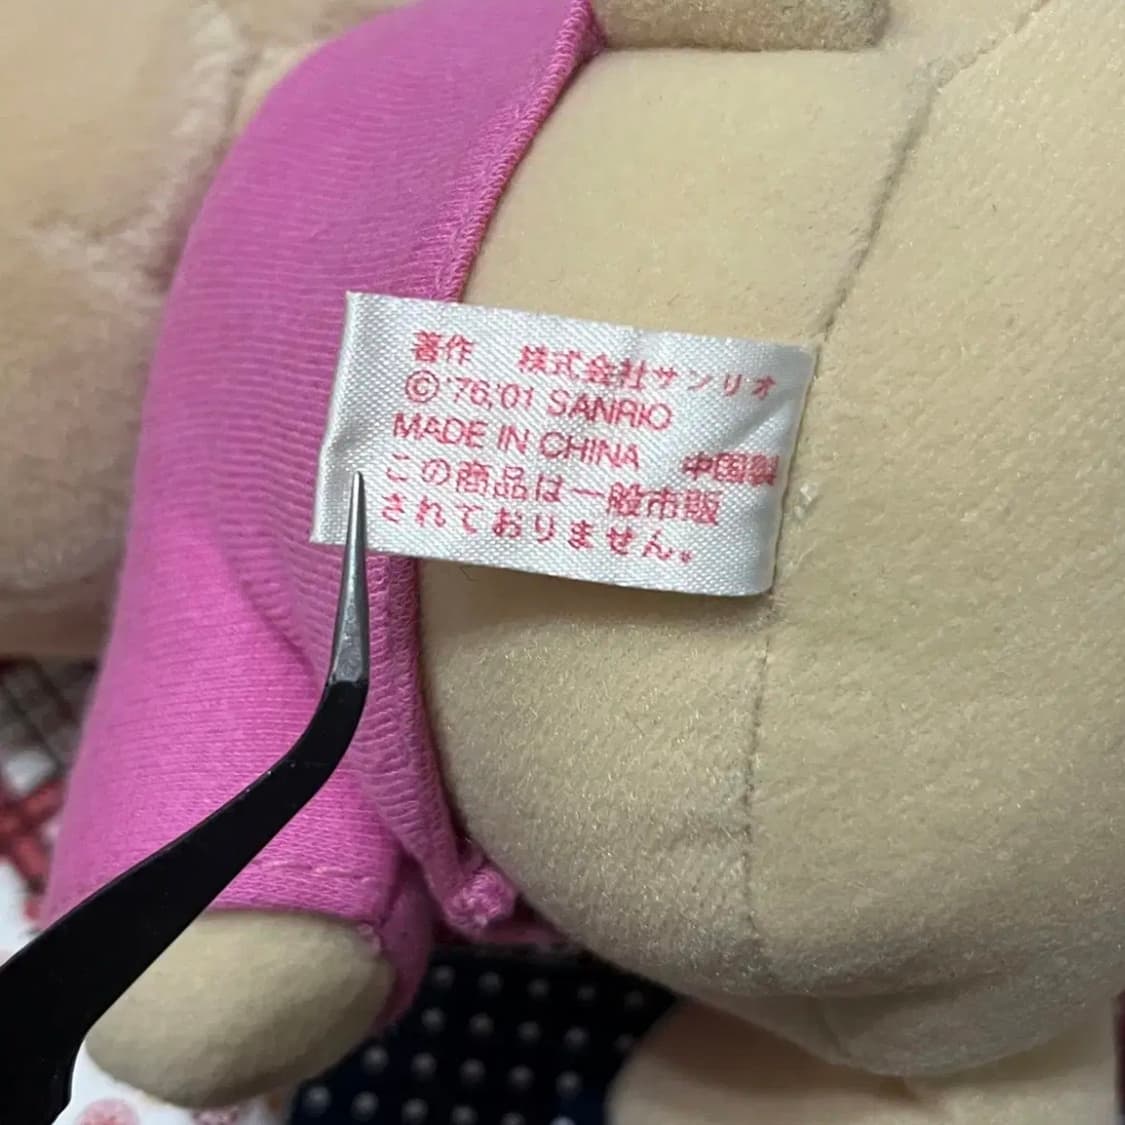 著作 株式会社サンリオ
©'76,'01 SANRIO
MADE IN CHINA 中国製
この商品は一般市販
されておりません。